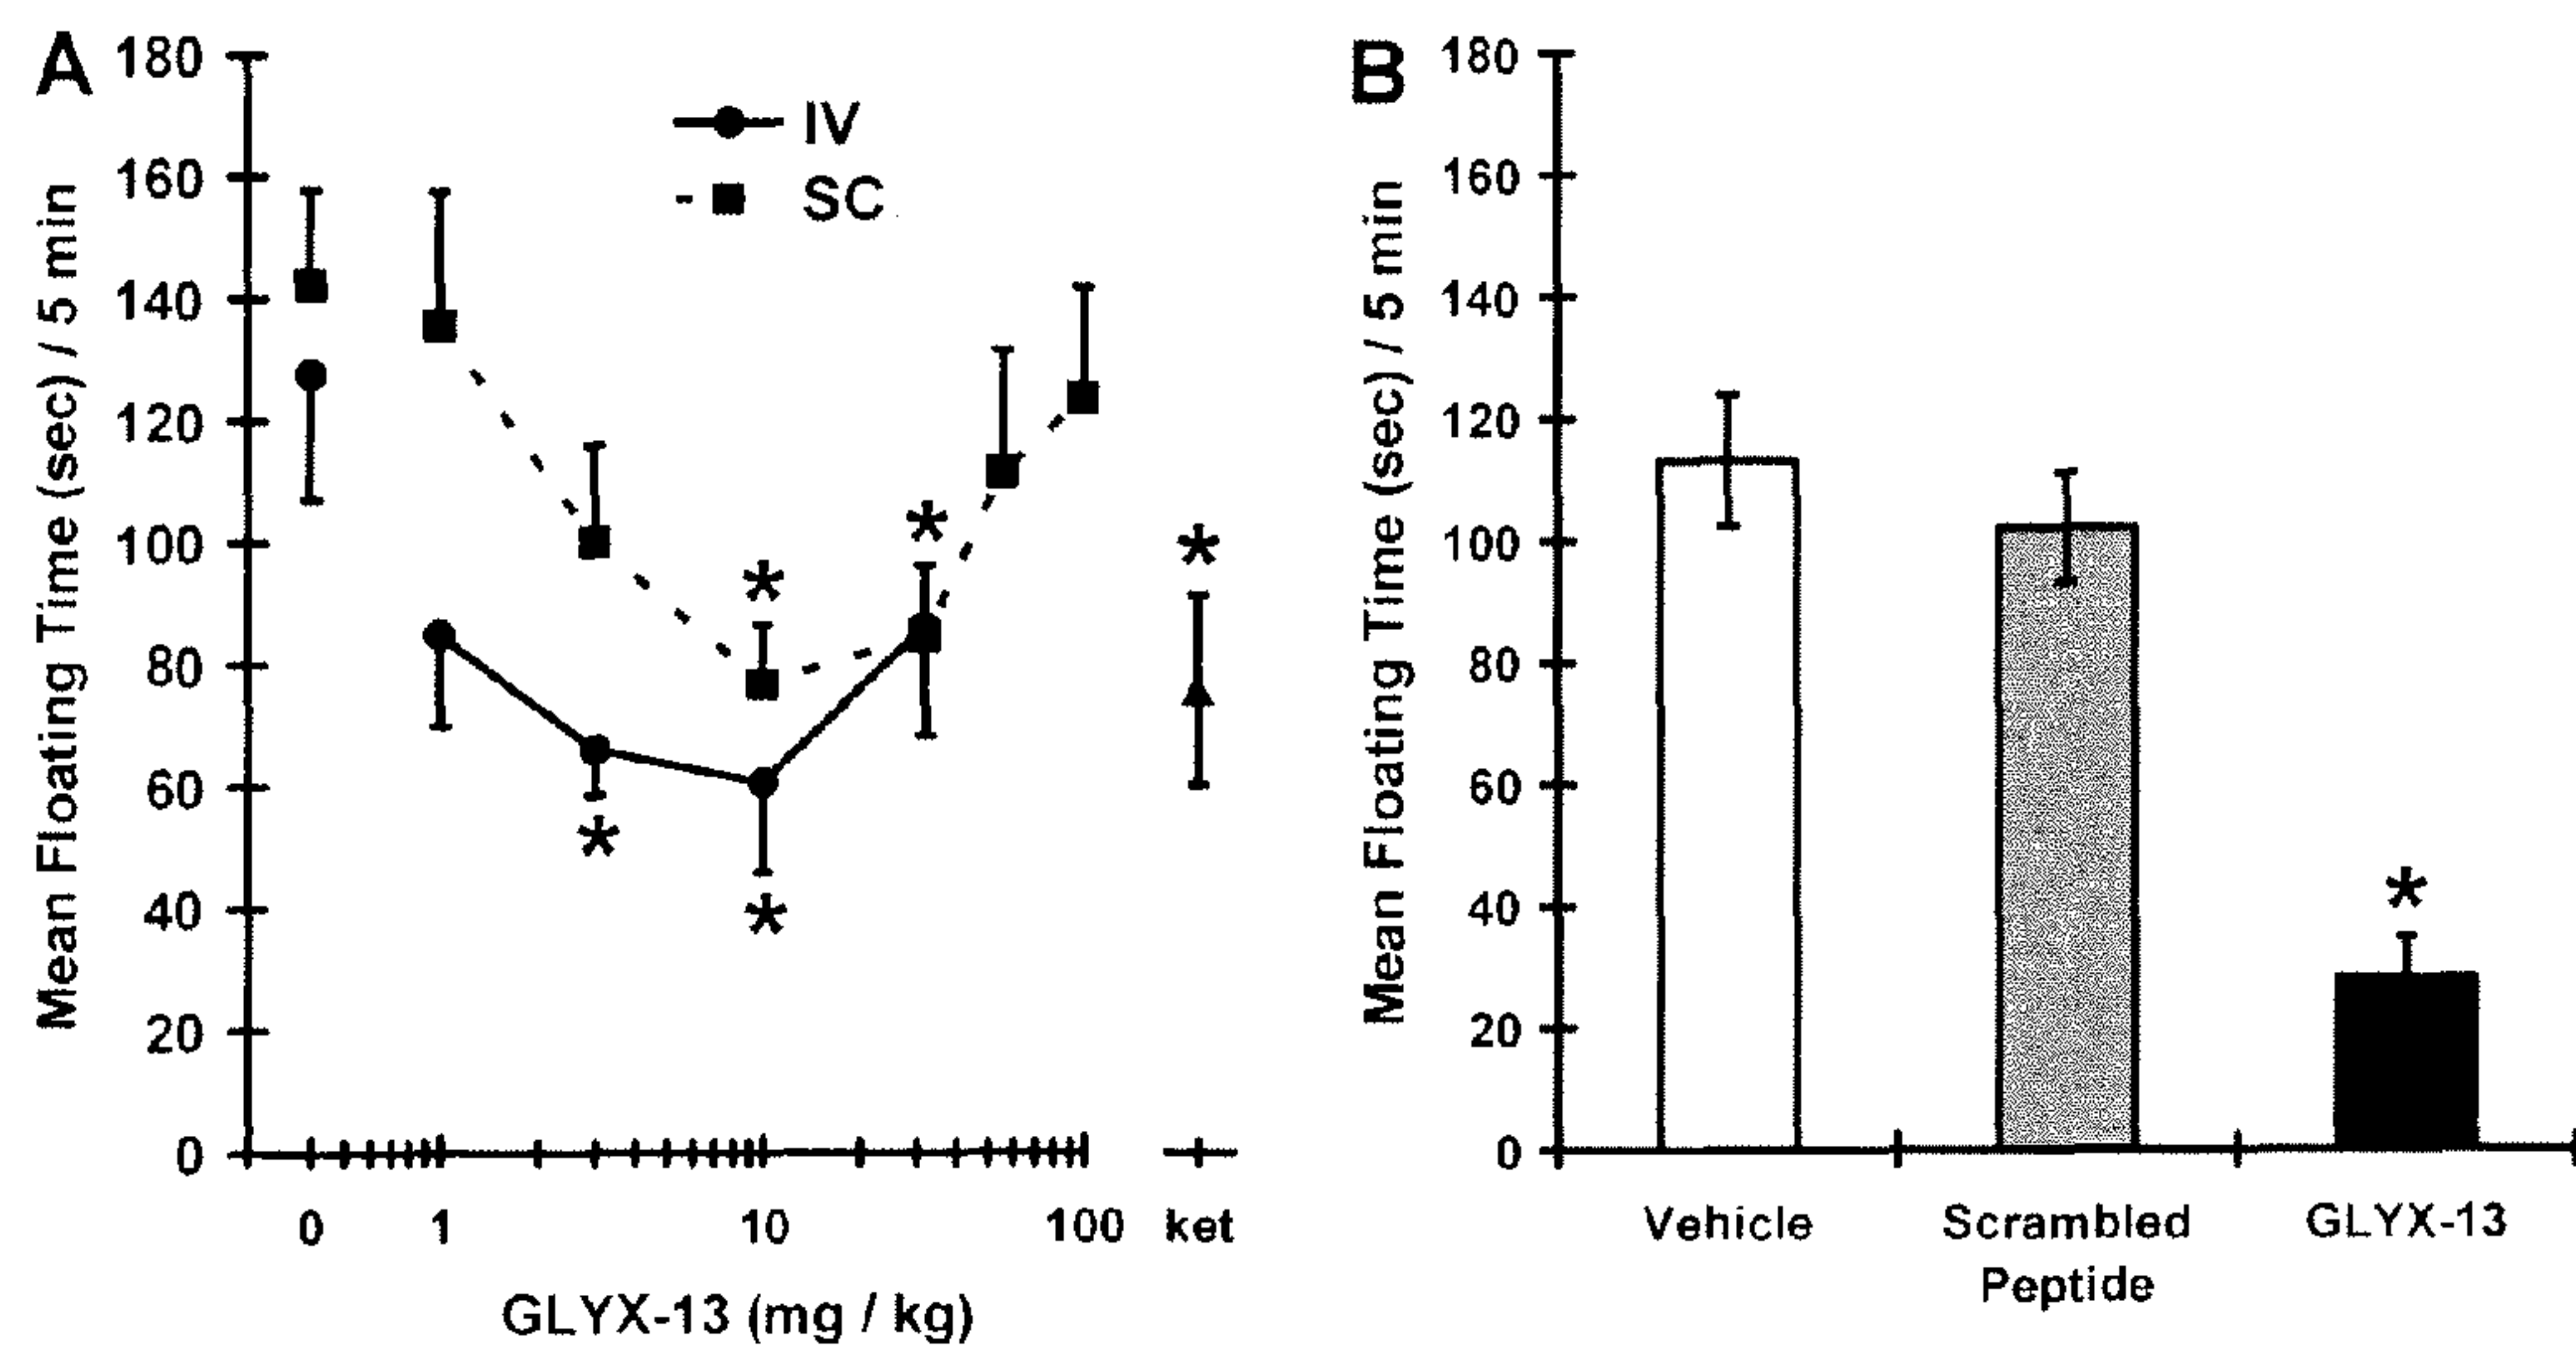 A
180
160
140
120
100
80
60
40
20
0
Mean Floating Time (sec) / 5 min
IV
SC
*
*
*
*
*
0 1 10 100 ket
GLYX-13 (mg / kg)
B
180
160
140
120
100
80
60
40
20
0
Mean Floating Time (sec) / 5 min
*
Vehicle
Scrambled
Peptide
GLYX-13